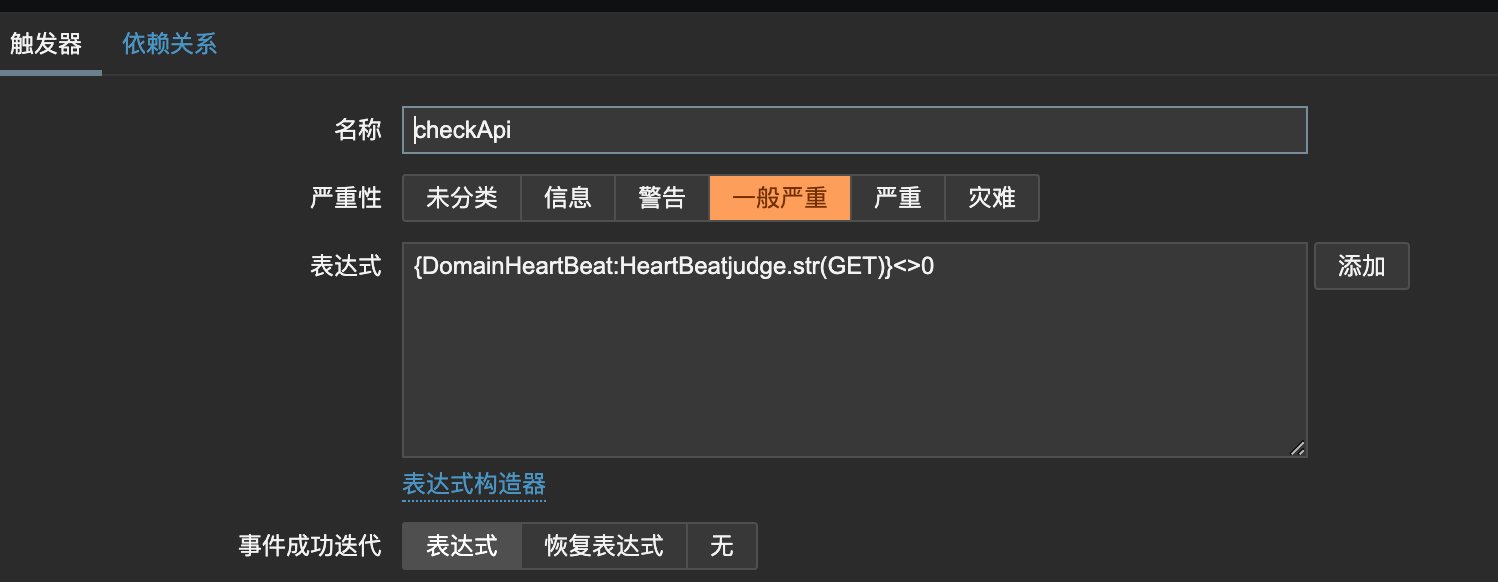 触发器 依赖关系
名称 checkApi
严重性 未分类 信息 警告 一般严重 严重 灾难
表达式 {DomainHeartBeat:HeartBeatjudge.str(GET)}<>0 添加
表达式构造器
事件成功迭代 表达式 恢复表达式 无